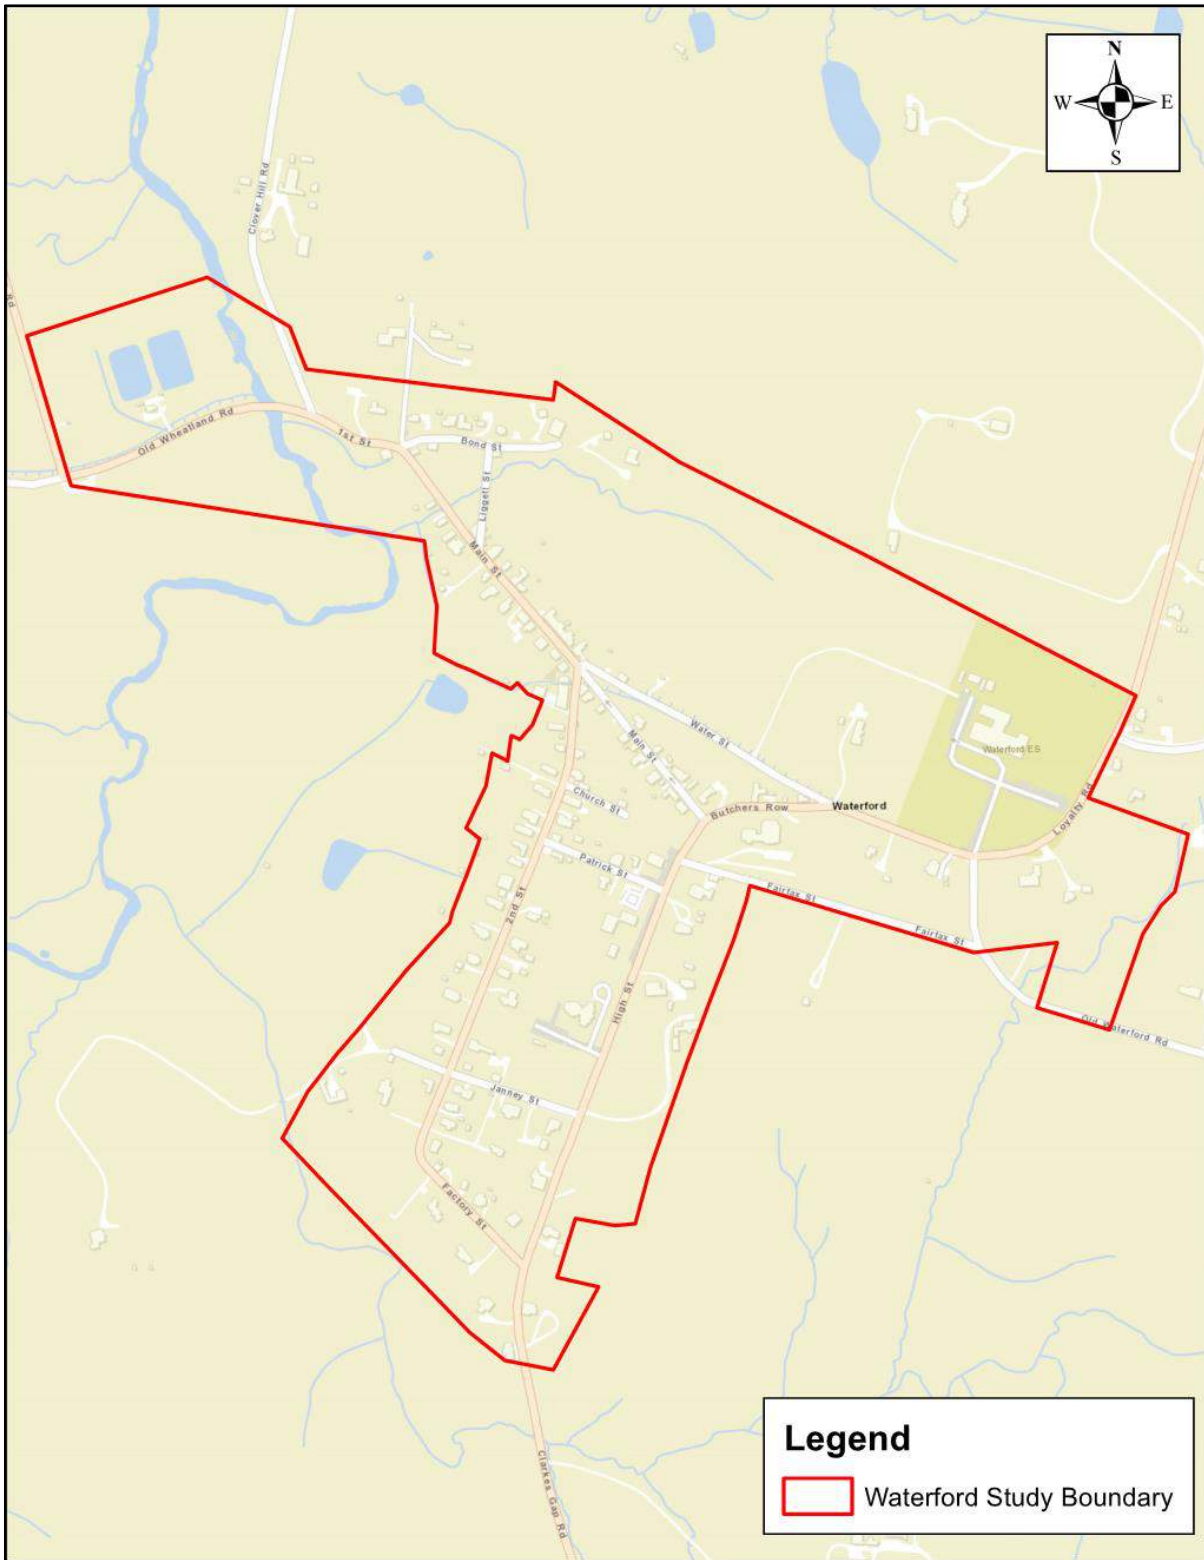 N
W E
S
Clover Hill Rd
Rd
Old Wheatland Rd
1st St
Bond St
Liggett St
Main St
Water St
Main St
Waterford ES
Church St
Butchers Row
Waterford
Loyalty Rd
Patrick St
Fairfax St
2nd St
Fairfax St
High St
Old Waterford Rd
Janney St
Factory St
Clarkes Gap Rd
Legend
Waterford Study Boundary